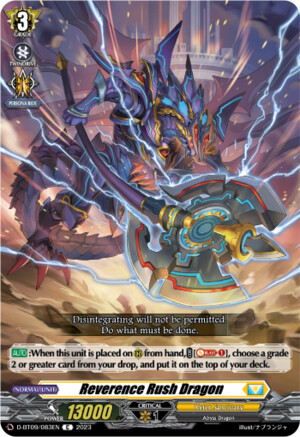 3
GRADE
TWINDRIVE
PERSONA RIDE
Disintegrating will not be permitted.
Do what must be done.
AUTO :When this unit is placed on from hand, 1 choose a grade
2 or greater card from your drop, and put it on the top of your deck.
NORMAL UNIT
Reverence Rush Dragon
POWER
13000
CRITICAL
1
Abyss Dragon
D-BT09/083EN C 2023
illust/ナブランジャ